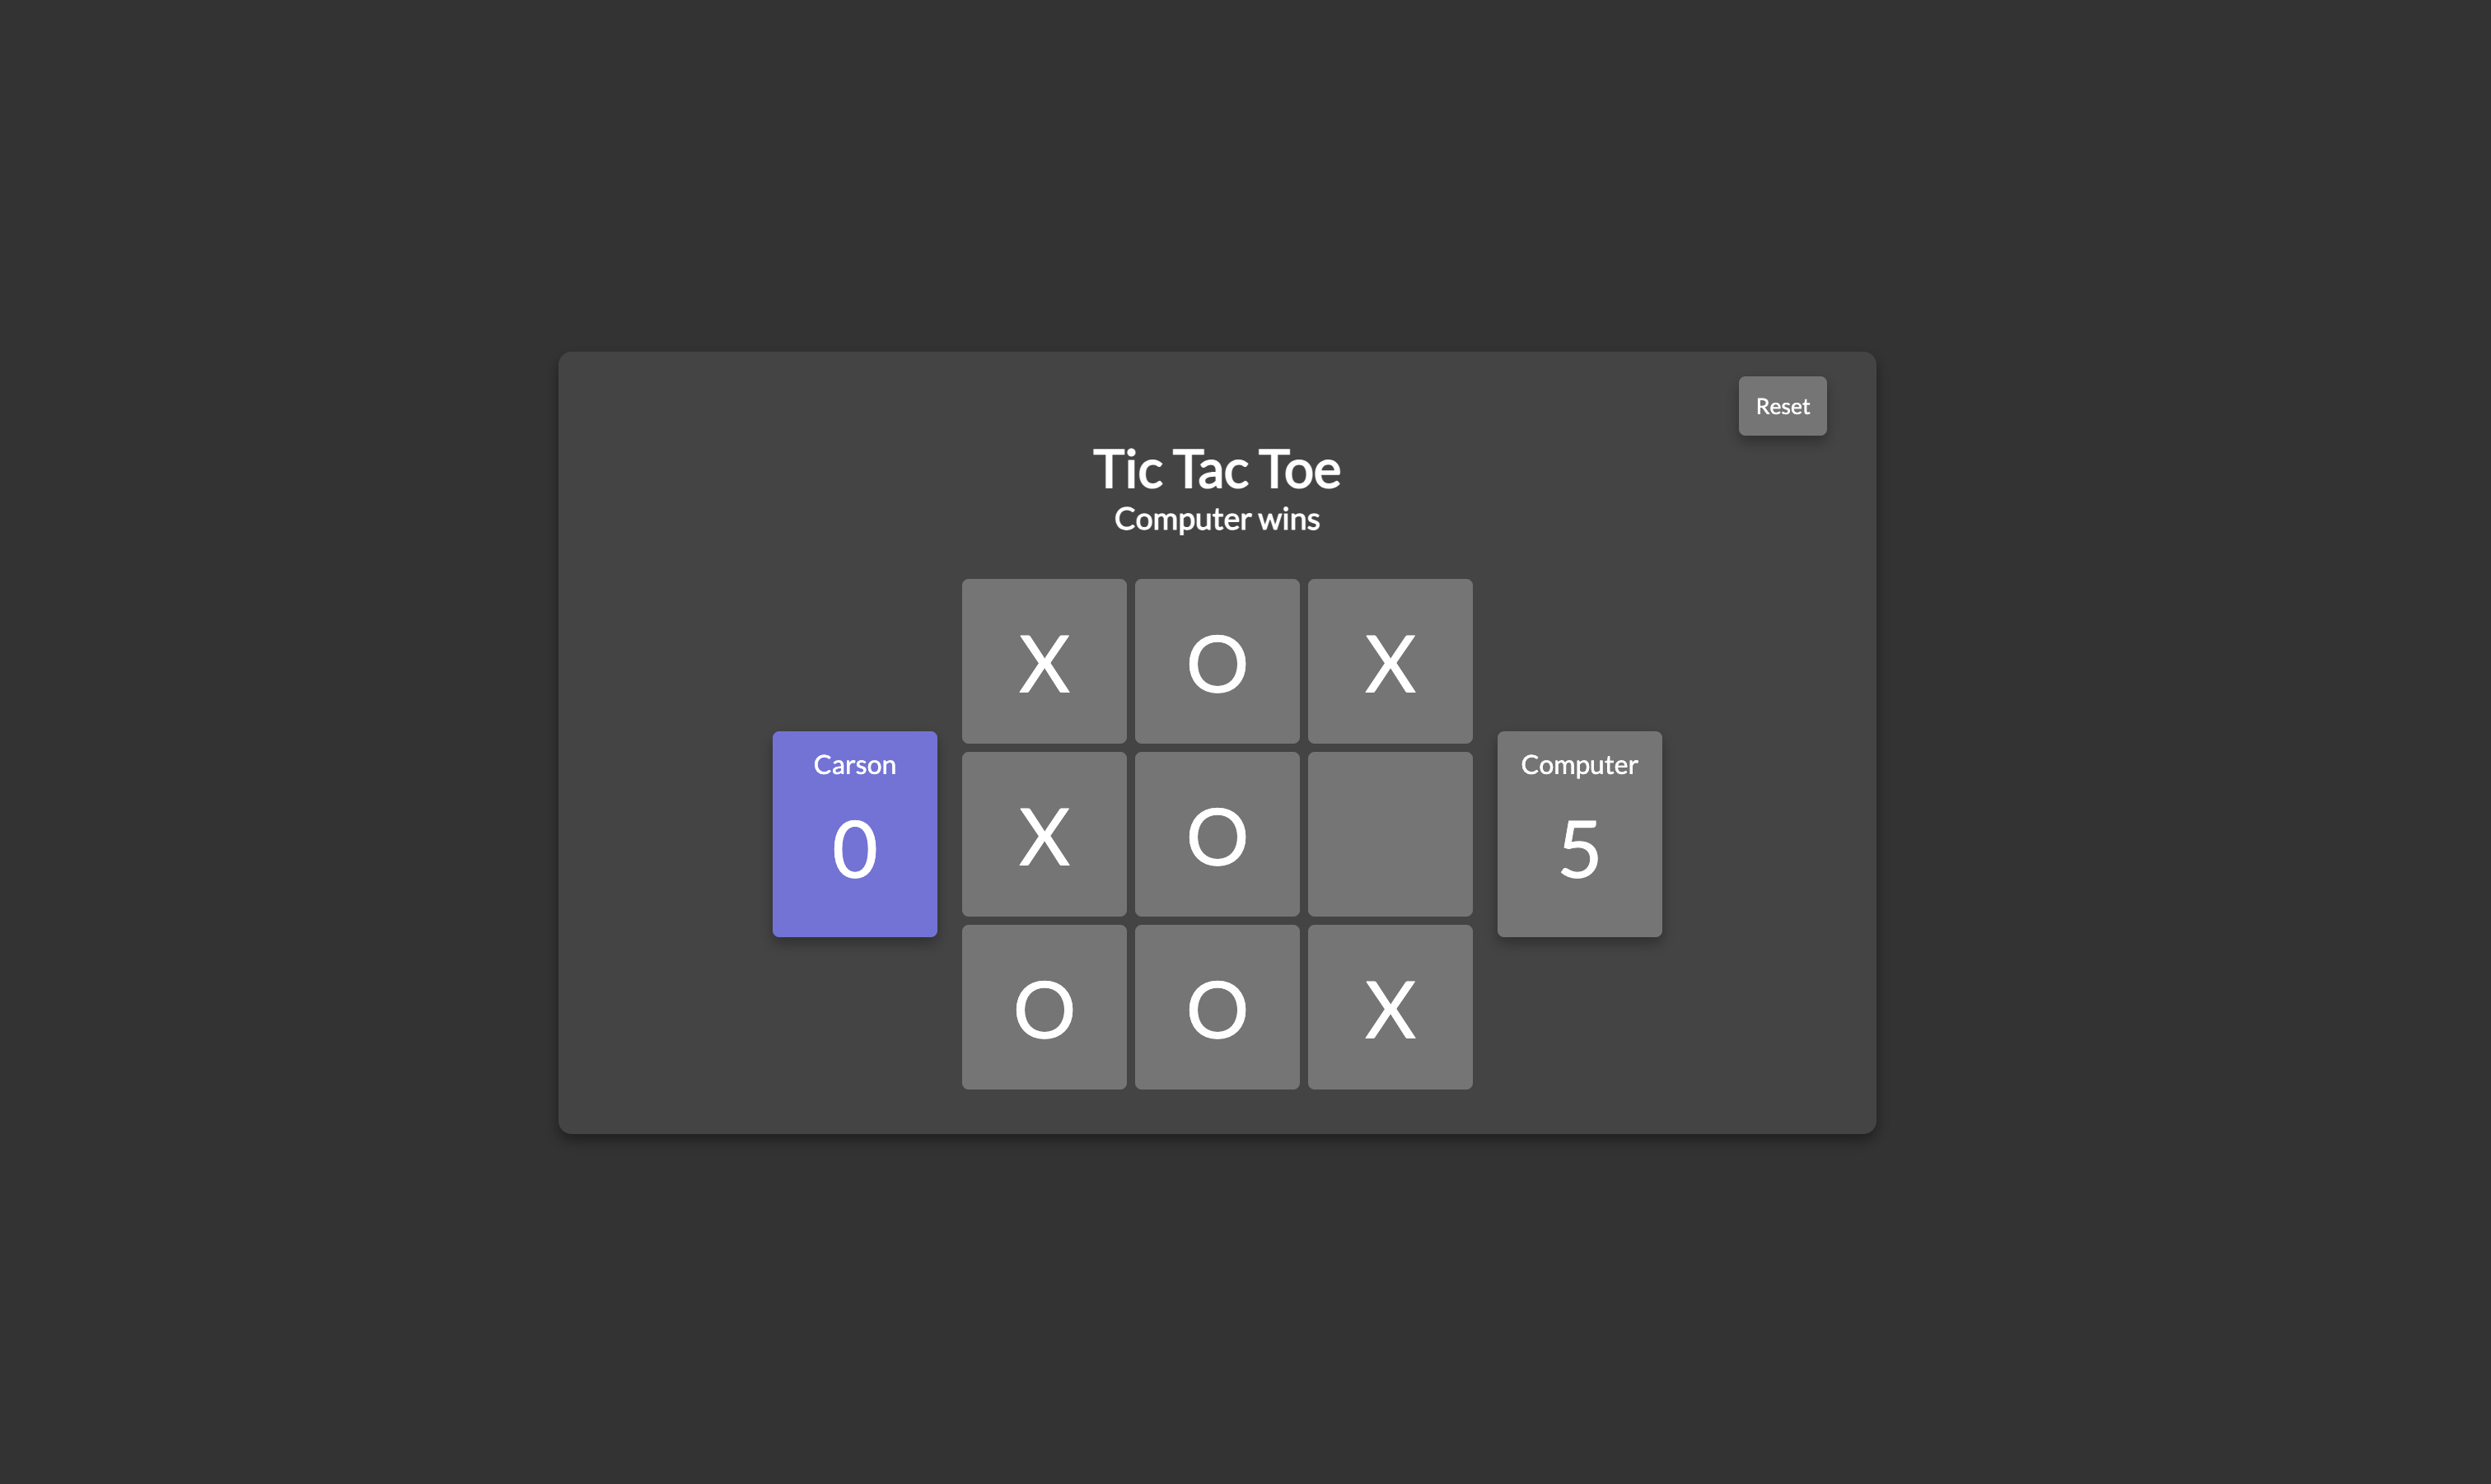 Reset
Tic Tac Toe
Computer wins
X O X
Carson
0
X O
Computer
5
O O X